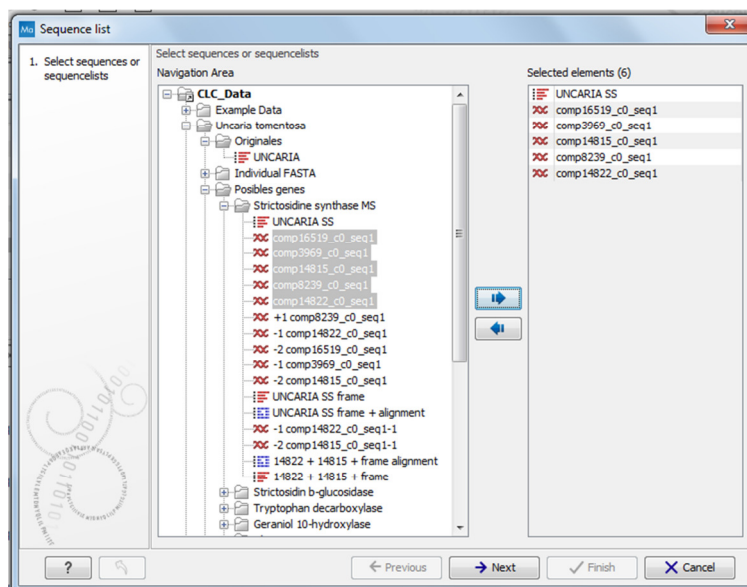 Mo Sequence list
X
1. Select sequences or
sequencelists
Select sequences or sequencelists
Navigation Area
CLC_Data
Example Data
Uncaria tomentosa
Originales
UNCARIA
Individual FASTA
Posibles genes
Strictosidine synthase MS
UNCARIA SS
comp16519_c0_seq1
comp3969_c0_seq1
comp14815_c0_seq1
comp8239_c0_seq1
comp14822_c0_seq1
+1 comp8239_c0_seq1
-1 comp14822_c0_seq1
-2 comp16519_c0_seq1
-1 comp3969_c0_seq1
-2 comp14815_c0_seq1
UNCARIA SS frame
UNCARIA SS frame + alignment
-1 comp14822_c0_seq1-1
-2 comp14815_c0_seq1-1
14822 + 14815 + frame alignment
14822 + 14815 + frame
Strictosidin b-glucosidase
Tryptophan decarboxylase
Geraniol 10-hydroxylase
Selected elements (6)
UNCARIA SS
comp16519_c0_seq1
comp3969_c0_seq1
comp14815_c0_seq1
comp8239_c0_seq1
comp14822_c0_seq1
?
Previous
Next
Finish
Cancel